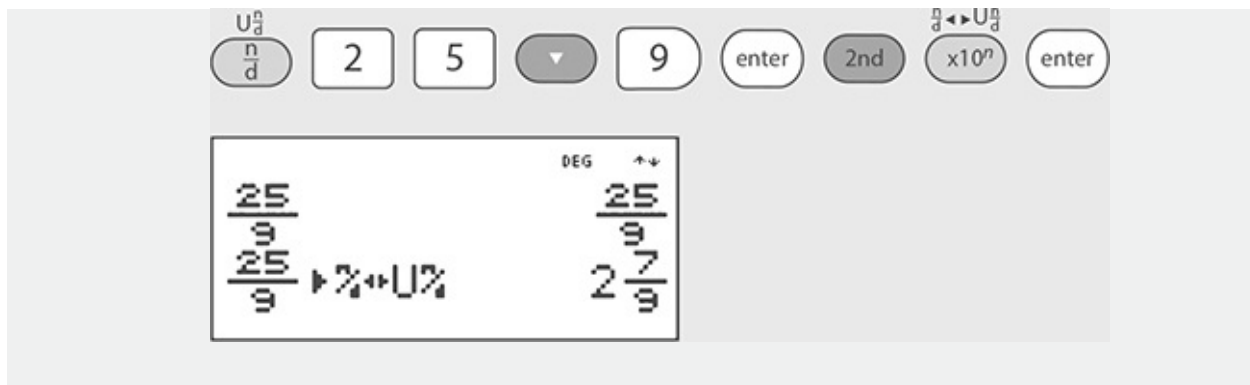 U n/d n/d◂▸U n/d
n/d 2 5 ▼ 9 enter 2nd x10ⁿ enter
DEG ↑↓
25/9 25/9
25/9 ▸n/d◂▸U n/d 2 7/9